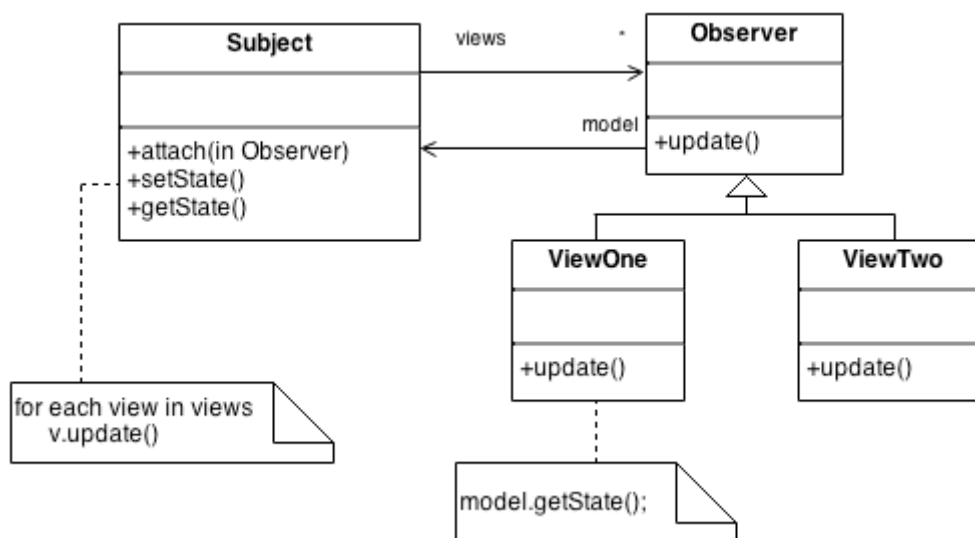 Subject
+attach(in Observer)
+setState()
+getState()
views
*
model
Observer
+update()
ViewOne
+update()
ViewTwo
+update()
for each view in views
v.update()
model.getState();